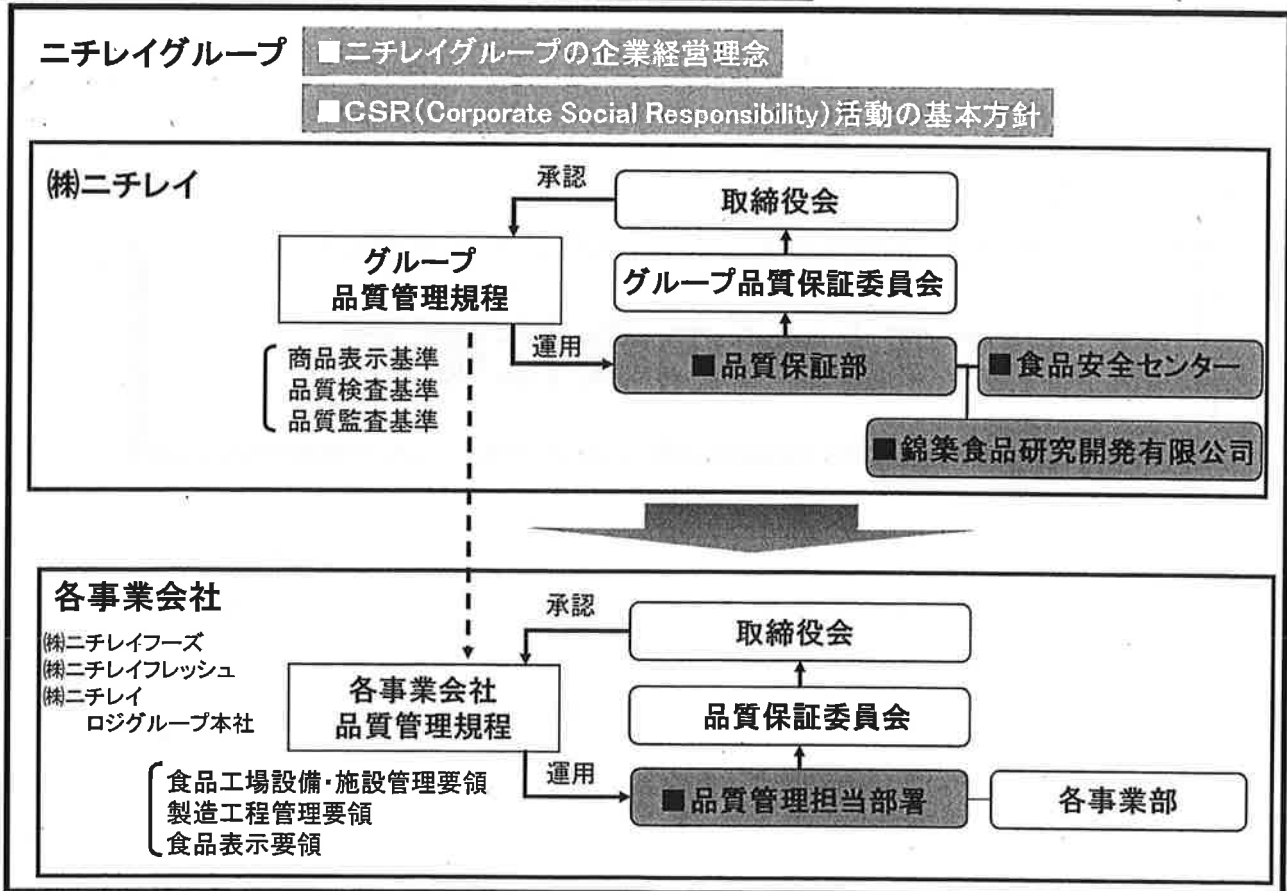 ニチレイグループ
■ニチレイグループの企業経営理念
■CSR(Corporate Social Responsibility)活動の基本方針
㈱ニチレイ
承認
取締役会
グループ
品質管理規程
グループ品質保証委員会
運用
■品質保証部
■食品安全センター
商品表示基準
品質検査基準
品質監査基準
■錦築食品研究開発有限公司
各事業会社
㈱ニチレイフーズ
㈱ニチレイフレッシュ
㈱ニチレイ
ロジグループ本社
承認
取締役会
各事業会社
品質管理規程
品質保証委員会
運用
■品質管理担当部署
各事業部
食品工場設備・施設管理要領
製造工程管理要領
食品表示要領